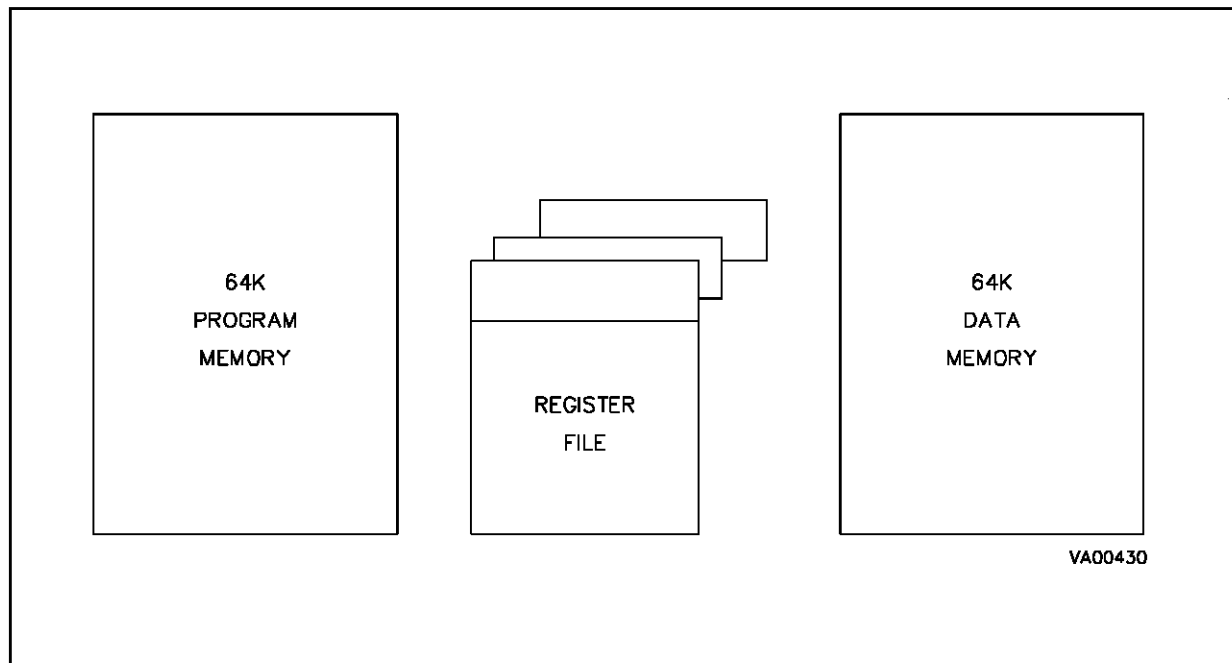 64K
PROGRAM
MEMORY
REGISTER
FILE
64K
DATA
MEMORY
VA00430